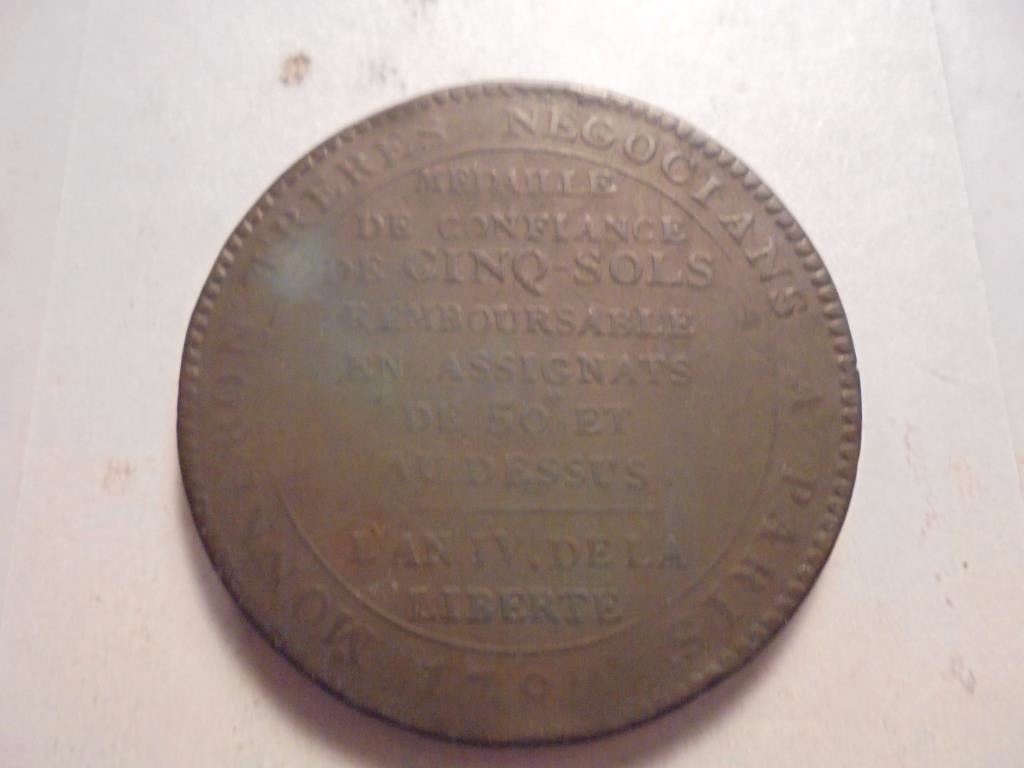 MONNERON FRERES NEGOCIANS A PARIS
1792
MEDAILLE
DE CONFIANCE
DE CINQ-SOLS
REMBOURSABLE
EN ASSIGNATS
DE 50 ET
AU DESSUS
L'AN IV. DE LA
LIBERTE